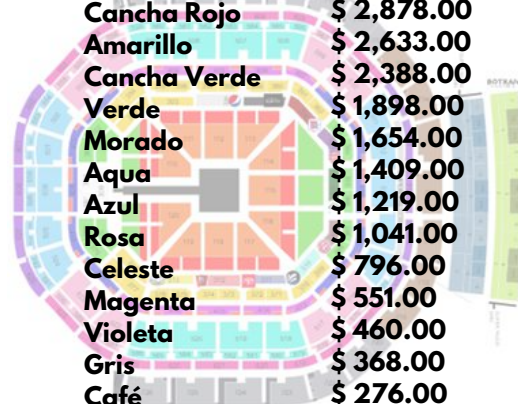 Cancha Rojo $ 2,878.00
Amarillo $ 2,633.00
Cancha Verde $ 2,388.00
Verde $ 1,898.00
Morado $ 1,654.00
Aqua $ 1,409.00
Azul $ 1,219.00
Rosa $ 1,041.00
Celeste $ 796.00
Magenta $ 551.00
Violeta $ 460.00
Gris $ 368.00
Café $ 276.00